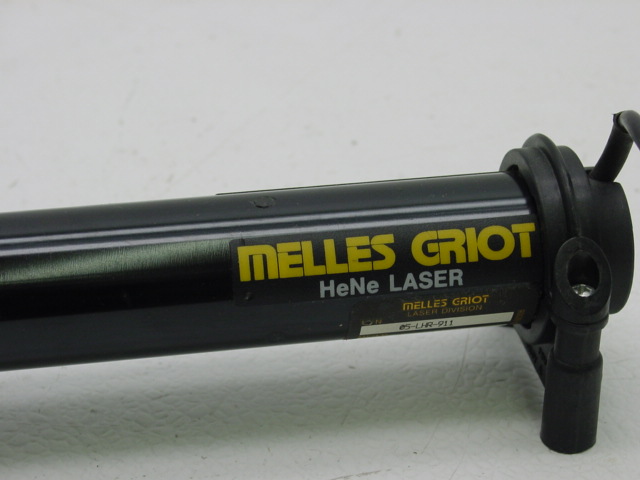 MELLES GRIOT
HeNe LASER
MELLES GRIOT
LASER DIVISION
05-LHR-911